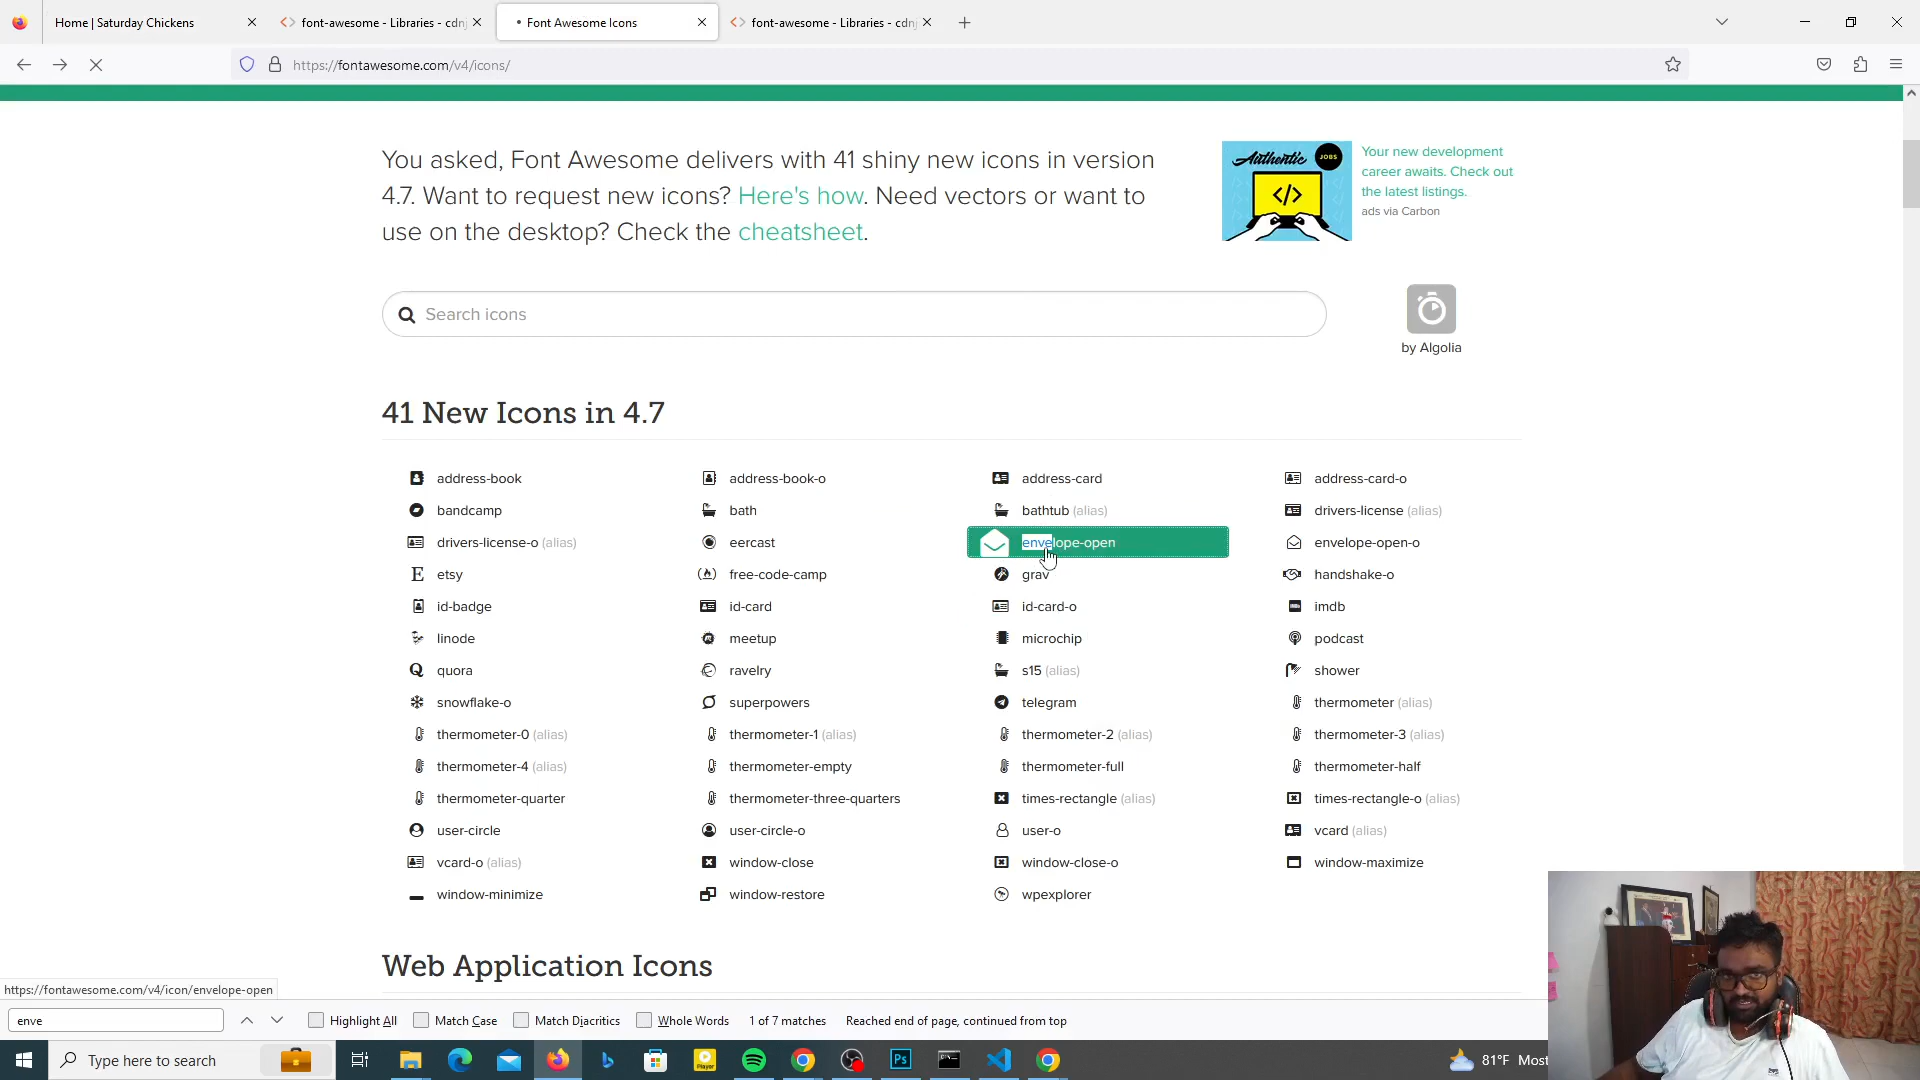 Home | Saturday Chickens
font-awesome - Libraries - cdnj
Font Awesome Icons
font-awesome - Libraries - cdnj
https://fontawesome.com/v4/icons/
You asked, Font Awesome delivers with 41 shiny new icons in version
4.7. Want to request new icons? Here's how. Need vectors or want to
use on the desktop? Check the cheatsheet.
Authentic JOBS
Your new development
career awaits. Check out
the latest listings.
ads via Carbon
Search icons
by Algolia
41 New Icons in 4.7
address-book
address-book-o
address-card
address-card-o
bandcamp
bath
bathtub (alias)
drivers-license (alias)
drivers-license-o (alias)
eercast
envelope-open
envelope-open-o
etsy
free-code-camp
grav
handshake-o
id-badge
id-card
id-card-o
imdb
linode
meetup
microchip
podcast
quora
ravelry
s15 (alias)
shower
snowflake-o
superpowers
telegram
thermometer (alias)
thermometer-0 (alias)
thermometer-1 (alias)
thermometer-2 (alias)
thermometer-3 (alias)
thermometer-4 (alias)
thermometer-empty
thermometer-full
thermometer-half
thermometer-quarter
thermometer-three-quarters
times-rectangle (alias)
times-rectangle-o (alias)
user-circle
user-circle-o
user-o
vcard (alias)
vcard-o (alias)
window-close
window-close-o
window-maximize
window-minimize
window-restore
wpexplorer
Web Application Icons
https://fontawesome.com/v4/icon/envelope-open
enve
Highlight All
Match Case
Match Diacritics
Whole Words
1 of 7 matches
Reached end of page, continued from top
Type here to search
Player
Ps
81°F Most